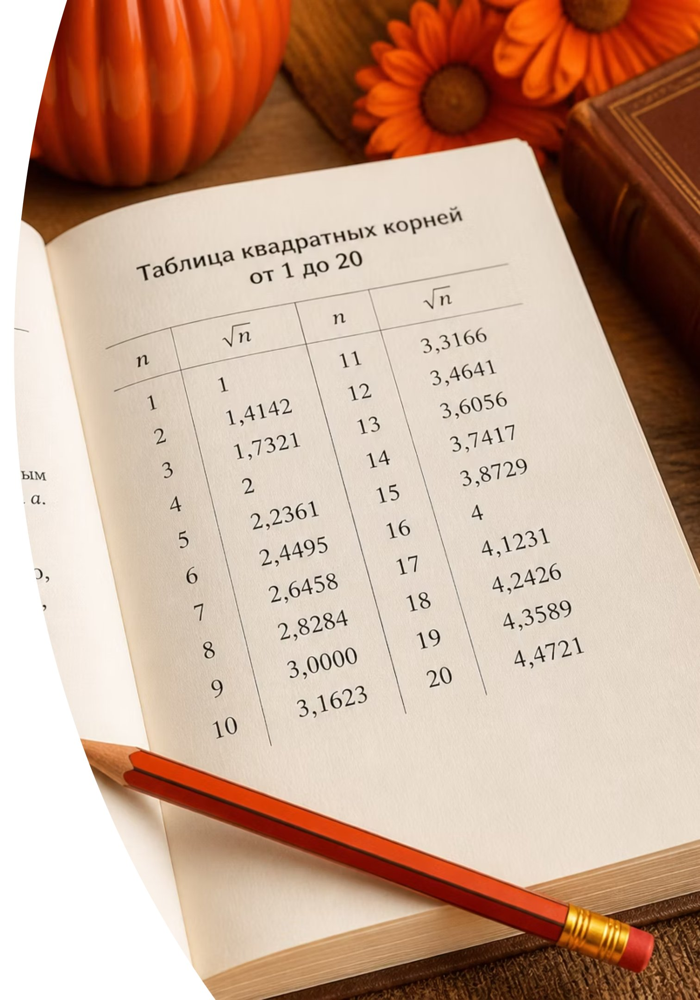 Таблица квадратных корней
от 1 до 20
n √n n √n
1 1 11 3,3166
2 1,4142 12 3,4641
3 1,7321 13 3,6056
4 2 14 3,7417
5 2,2361 15 3,8729
6 2,4495 16 4
7 2,6458 17 4,1231
8 2,8284 18 4,2426
9 3,0000 19 4,3589
10 3,1623 20 4,4721
a.